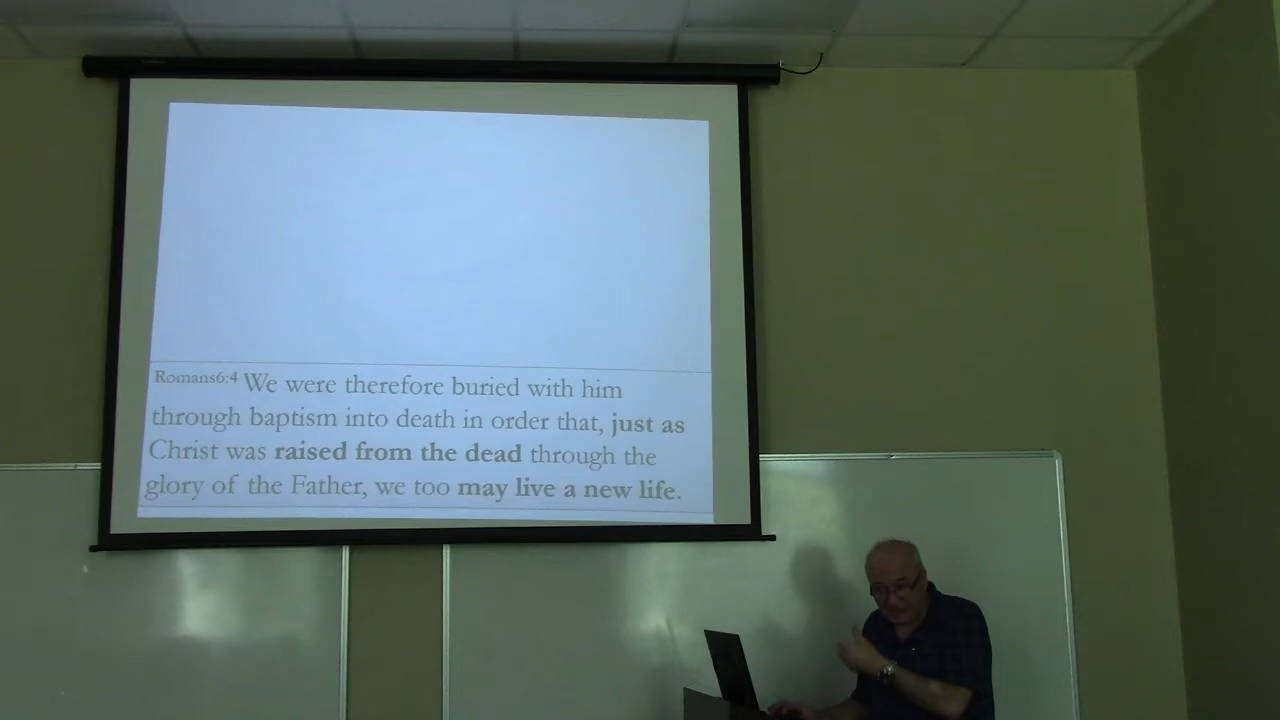 Romans6:4 We were therefore buried with him
through baptism into death in order that, just as
Christ was raised from the dead through the
glory of the Father, we too may live a new life.